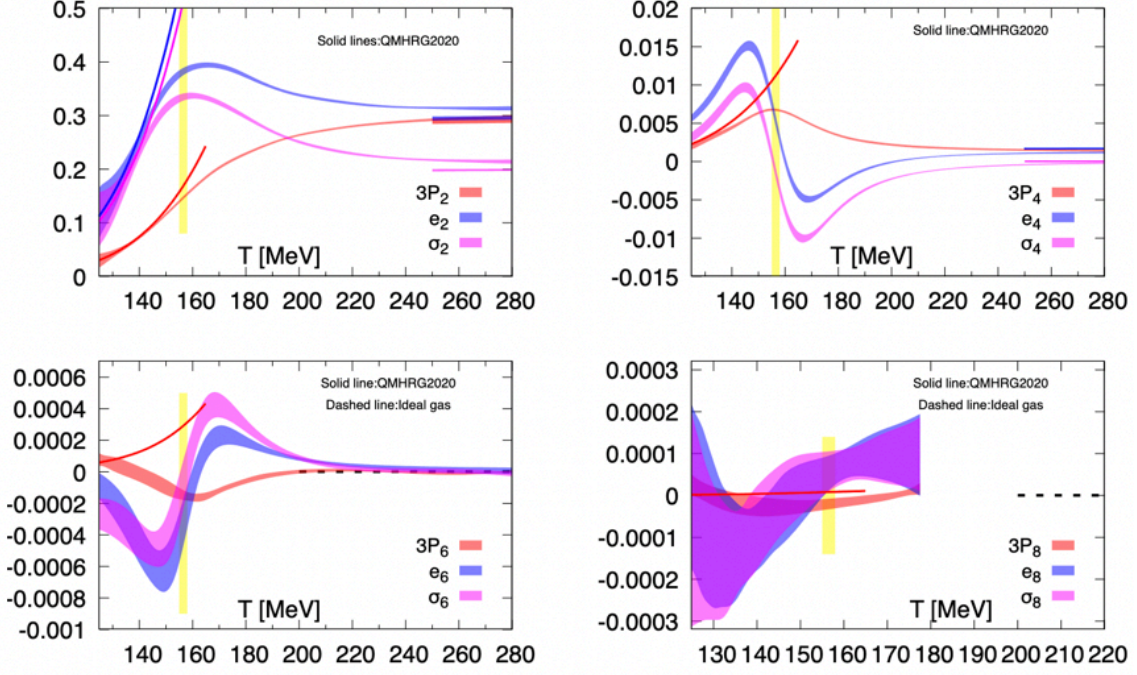 0.5
0.4
0.3
0.2
0.1
0
Solid lines:QMHRG2020
3P2
e2
σ2
T [MeV]
140 160 180 200 220 240 260 280
0.02
0.015
0.01
0.005
0
-0.005
-0.01
-0.015
Solid line:QMHRG2020
3P4
e4
σ4
T [MeV]
140 160 180 200 220 240 260 280
0.0006
0.0004
0.0002
0
-0.0002
-0.0004
-0.0006
-0.0008
-0.001
Solid line:QMHRG2020
Dashed line:Ideal gas
3P6
e6
σ6
T [MeV]
140 160 180 200 220 240 260 280
0.0003
0.0002
0.0001
0
-0.0001
-0.0002
-0.0003
Solid line:QMHRG2020
Dashed line:Ideal gas
3P8
e8
σ8
T [MeV]
130 140 150 160 170 180 190 200 210 220